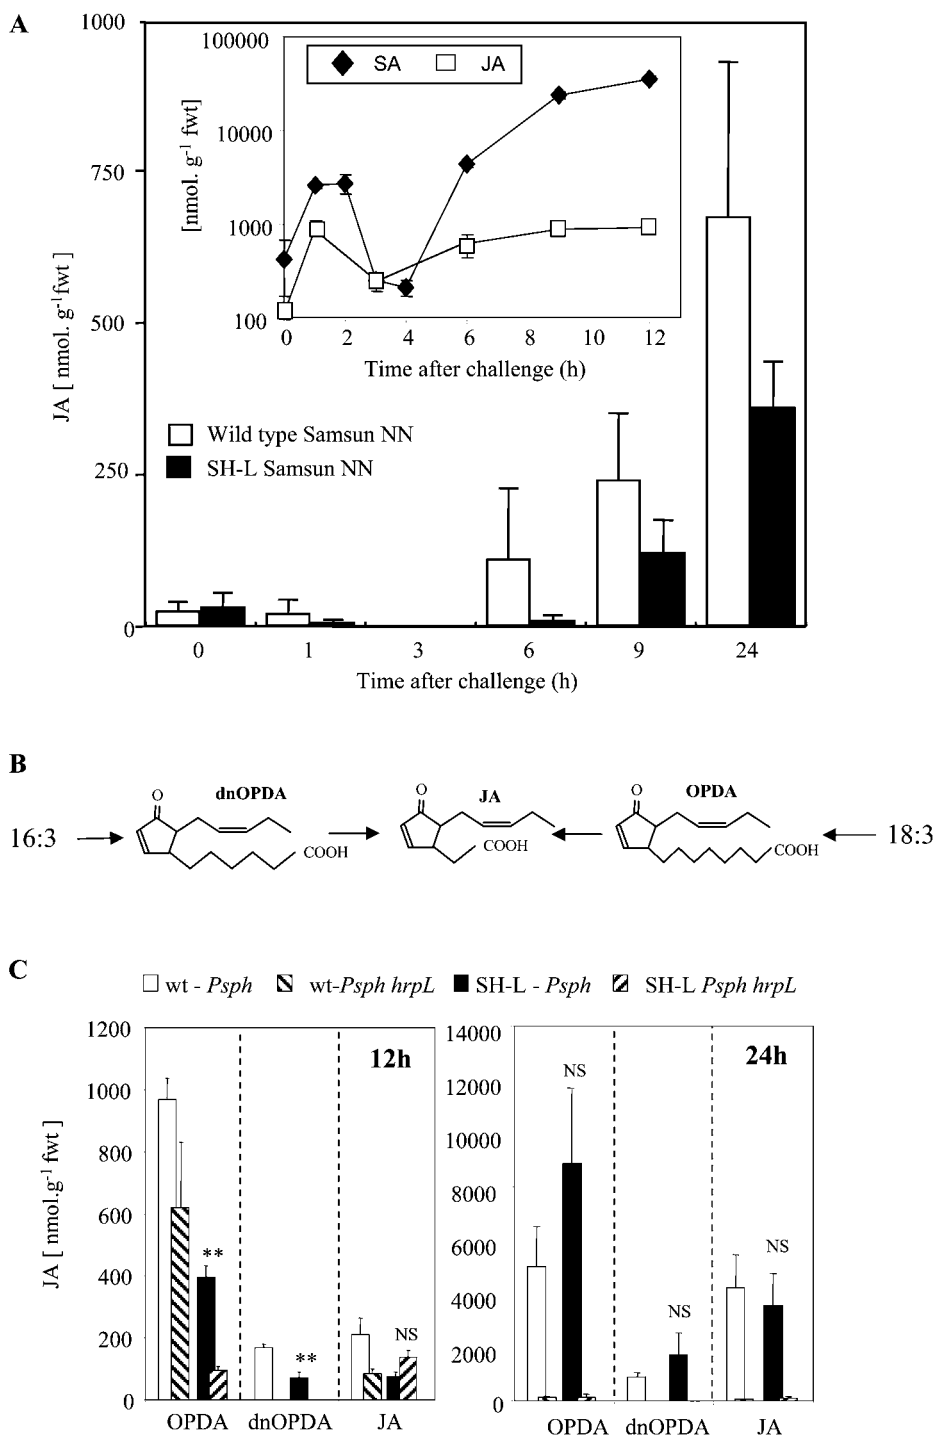 A
1000
750
500
250
0
JA [ nmol. g-1fwt ]
100000
10000
1000
100
[nmol. g-1 fwt]
SA JA
0 2 4 6 8 10 12
Time after challenge (h)
Wild type Samsun NN
SH-L Samsun NN
0 1 3 6 9 24
Time after challenge (h)
B
dnOPDA JA OPDA
O O O
16:3 18:3
COOH COOH COOH
C
wt - Psph wt-Psph hrpL SH-L - Psph SH-L Psph hrpL
JA [ nmol.g-1 fwt]
1200
1000
800
600
400
200
0
12h
**
**
NS
OPDA dnOPDA JA
14000
12000
10000
8000
6000
4000
2000
0
24h
NS
NS
NS
OPDA dnOPDA JA